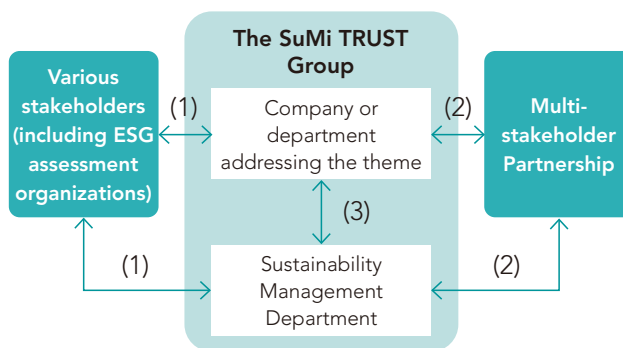 The SuMi TRUST
Group
Various
stakeholders
(including ESG
assessment
organizations)
(1)
Company or
department
addressing the theme
(2)
Multi-
stakeholder
Partnership
(3)
(1)
Sustainability
Management
Department
(2)